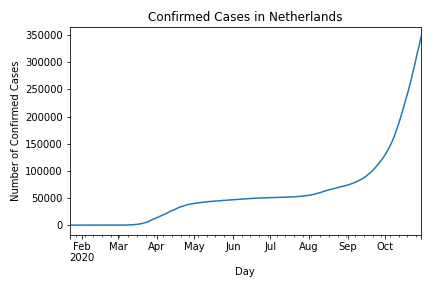 Confirmed Cases in Netherlands
Number of Confirmed Cases
350000
300000
250000
200000
150000
100000
50000
0
Feb Mar Apr May Jun Jul Aug Sep Oct
2020
Day